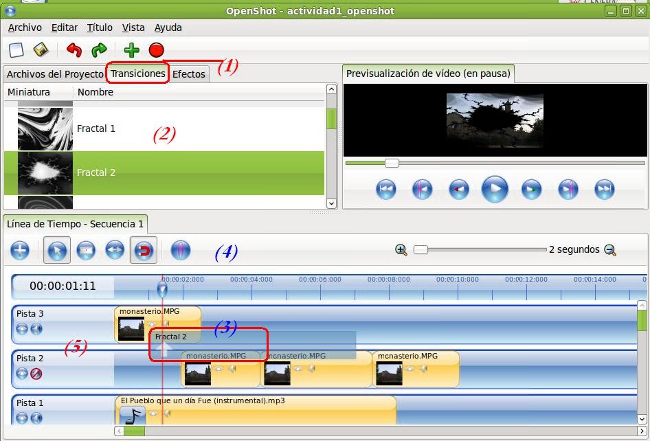 OpenShot - actividad1_openshot
Archivo Editar Título Vista Ayuda
(1)
Archivos del Proyecto Transiciones Efectos
Previsualización de vídeo (en pausa)
Miniatura Nombre
Fractal 1
(2)
Fractal 2
Línea de Tiempo - Secuencia 1
(4)
2 segundos
00:00:01:11
00:00:02:000 00:00:04:000 00:00:06:000 00:00:08:000 00:00:10:000 00:00:12:000 00:00:14:000
Pista 3
monasterio.MPG
(3)
Fractal 2
(5)
Pista 2
monasterio.MPG monasterio.MPG monasterio.MPG
Pista 1
El Pueblo que un día Fue (instrumental).mp3